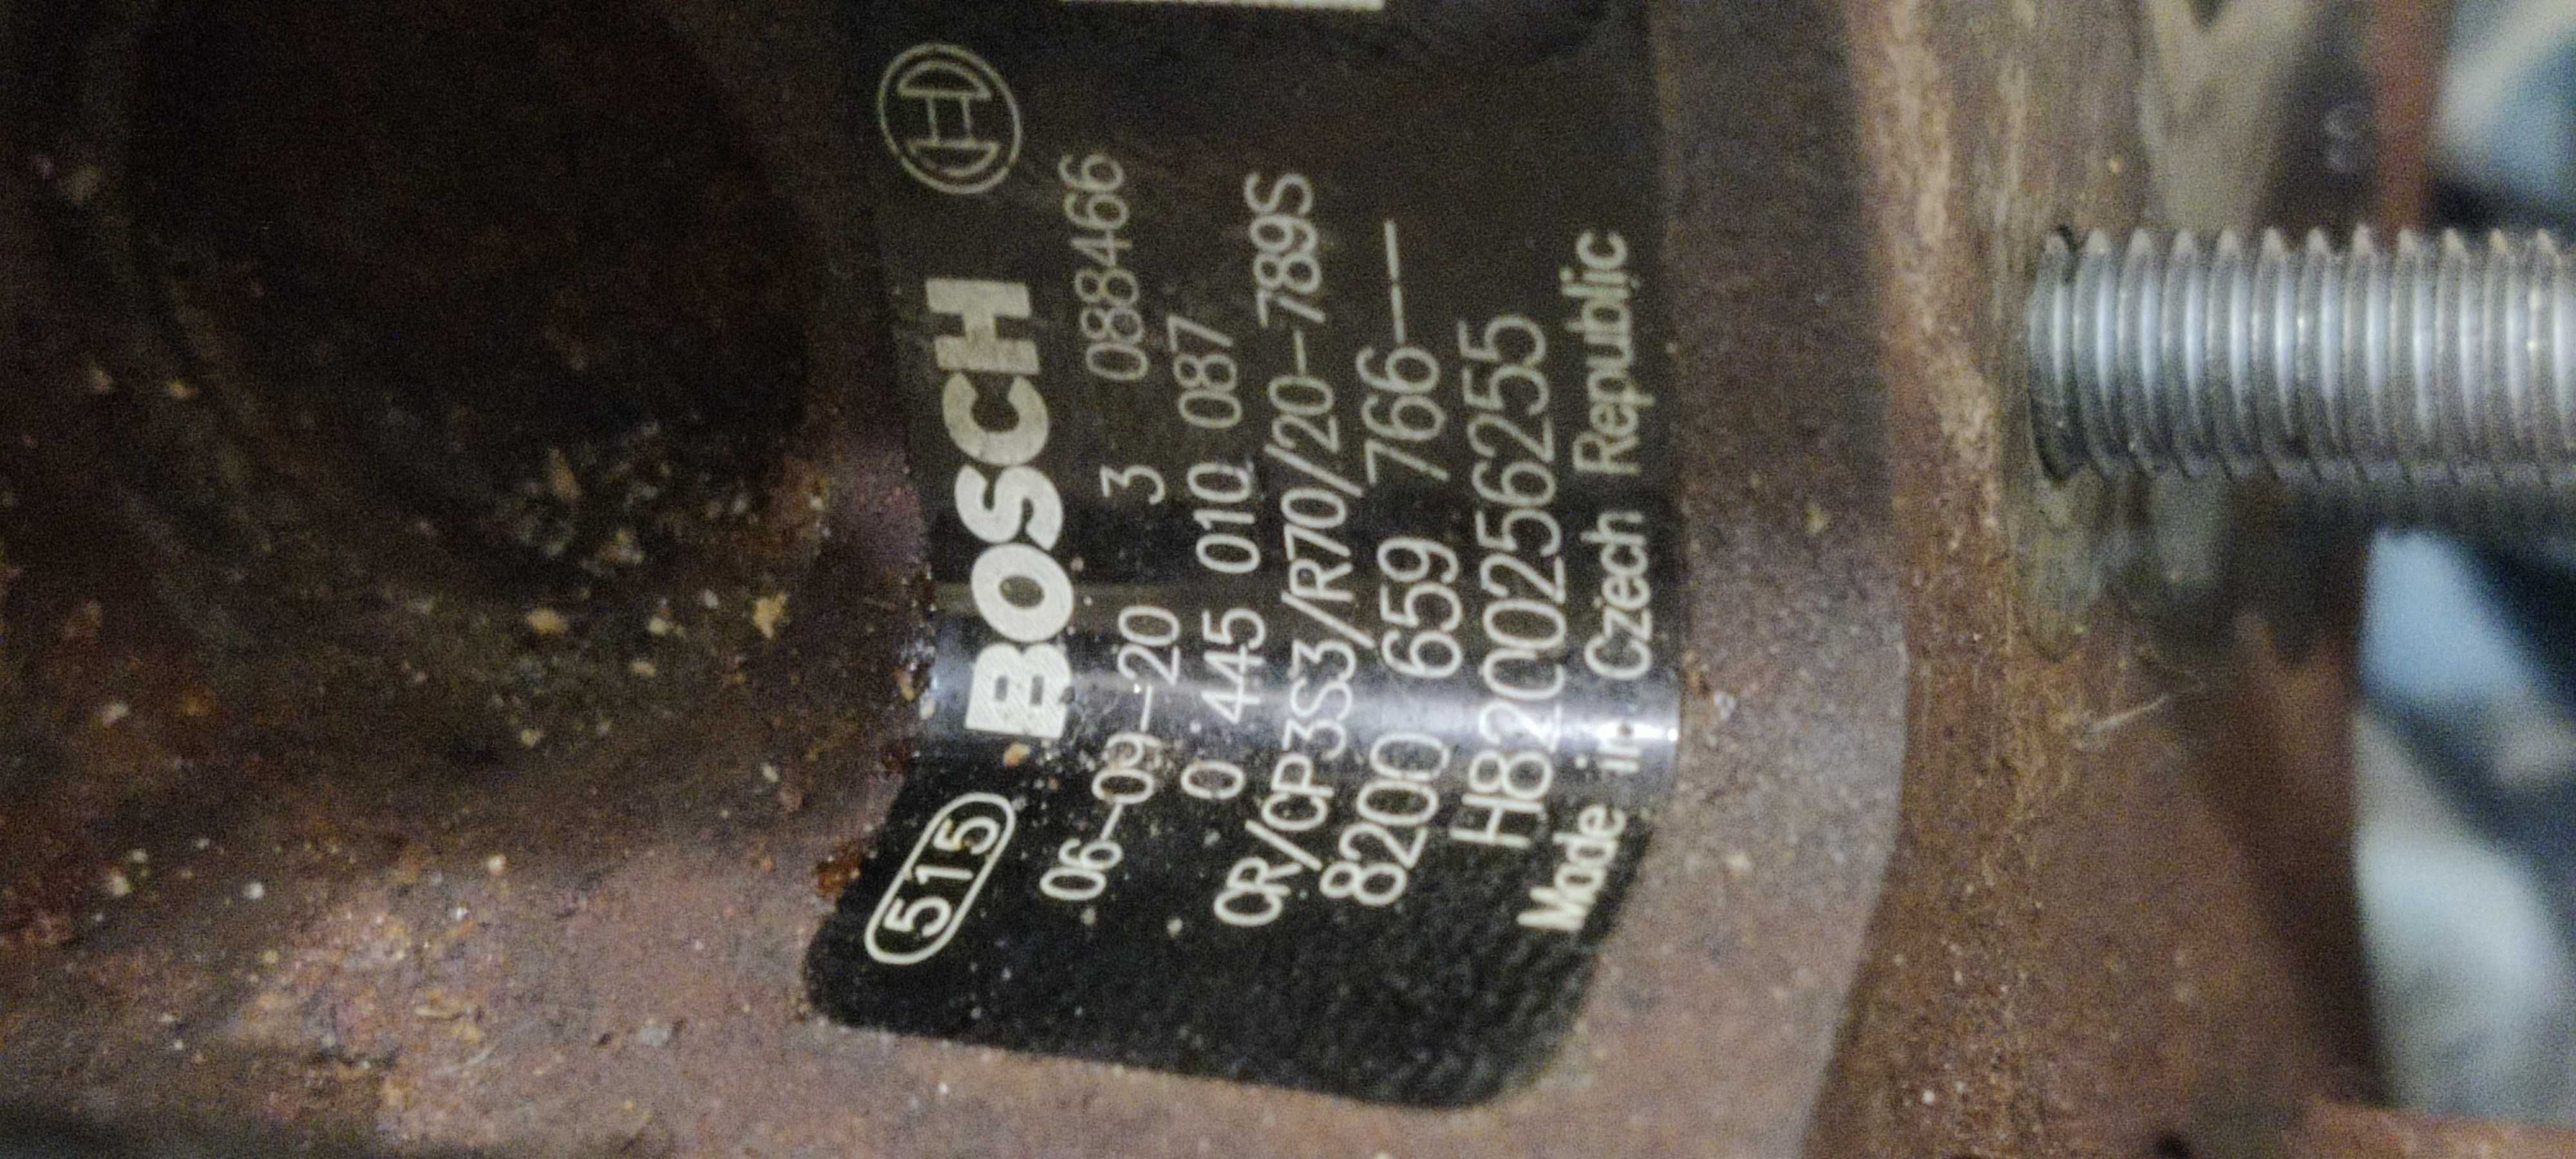 515 BOSCH
06-09-20 3 088466
0 445 010 087
CR/CP3S3/R70/20-789S
8200 659 766---
H8200256255
Made in Czech Republic